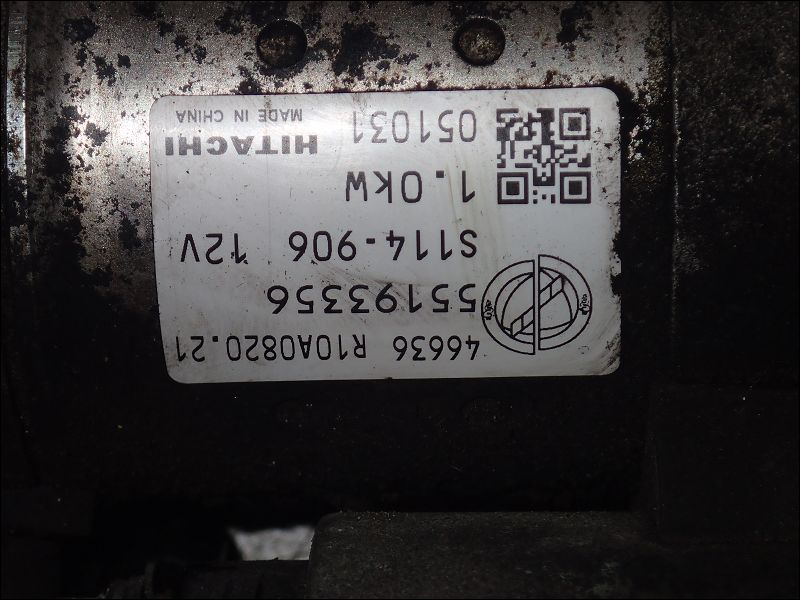 46636 R10A0820.21
55193356
S114-906 12V
1.0kW
051031
HITACHI
MADE IN CHINA